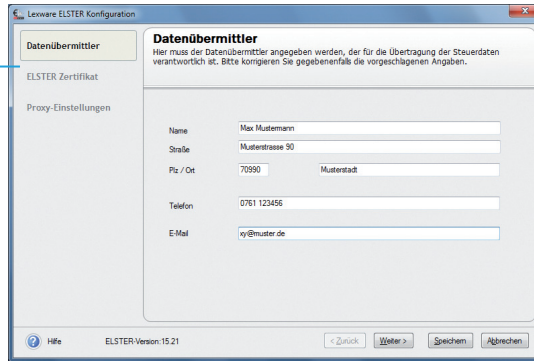 Lexware ELSTER Konfiguration
Datenübermittler
ELSTER Zertifikat
Proxy-Einstellungen
Datenübermittler
Hier muss der Datenübermittler angegeben werden, der für die Übertragung der Steuerdaten
verantwortlich ist. Bitte korrigieren Sie gegebenenfalls die vorgeschlagenen Angaben.
Name Max Mustermann
Straße Musterstrasse 90
Plz / Ort 70990 Musterstadt
Telefon 0761 123456
E-Mail xy@muster.de
Hilfe ELSTER-Version: 15.21 < Zurück Weiter > Speichern Abbrechen